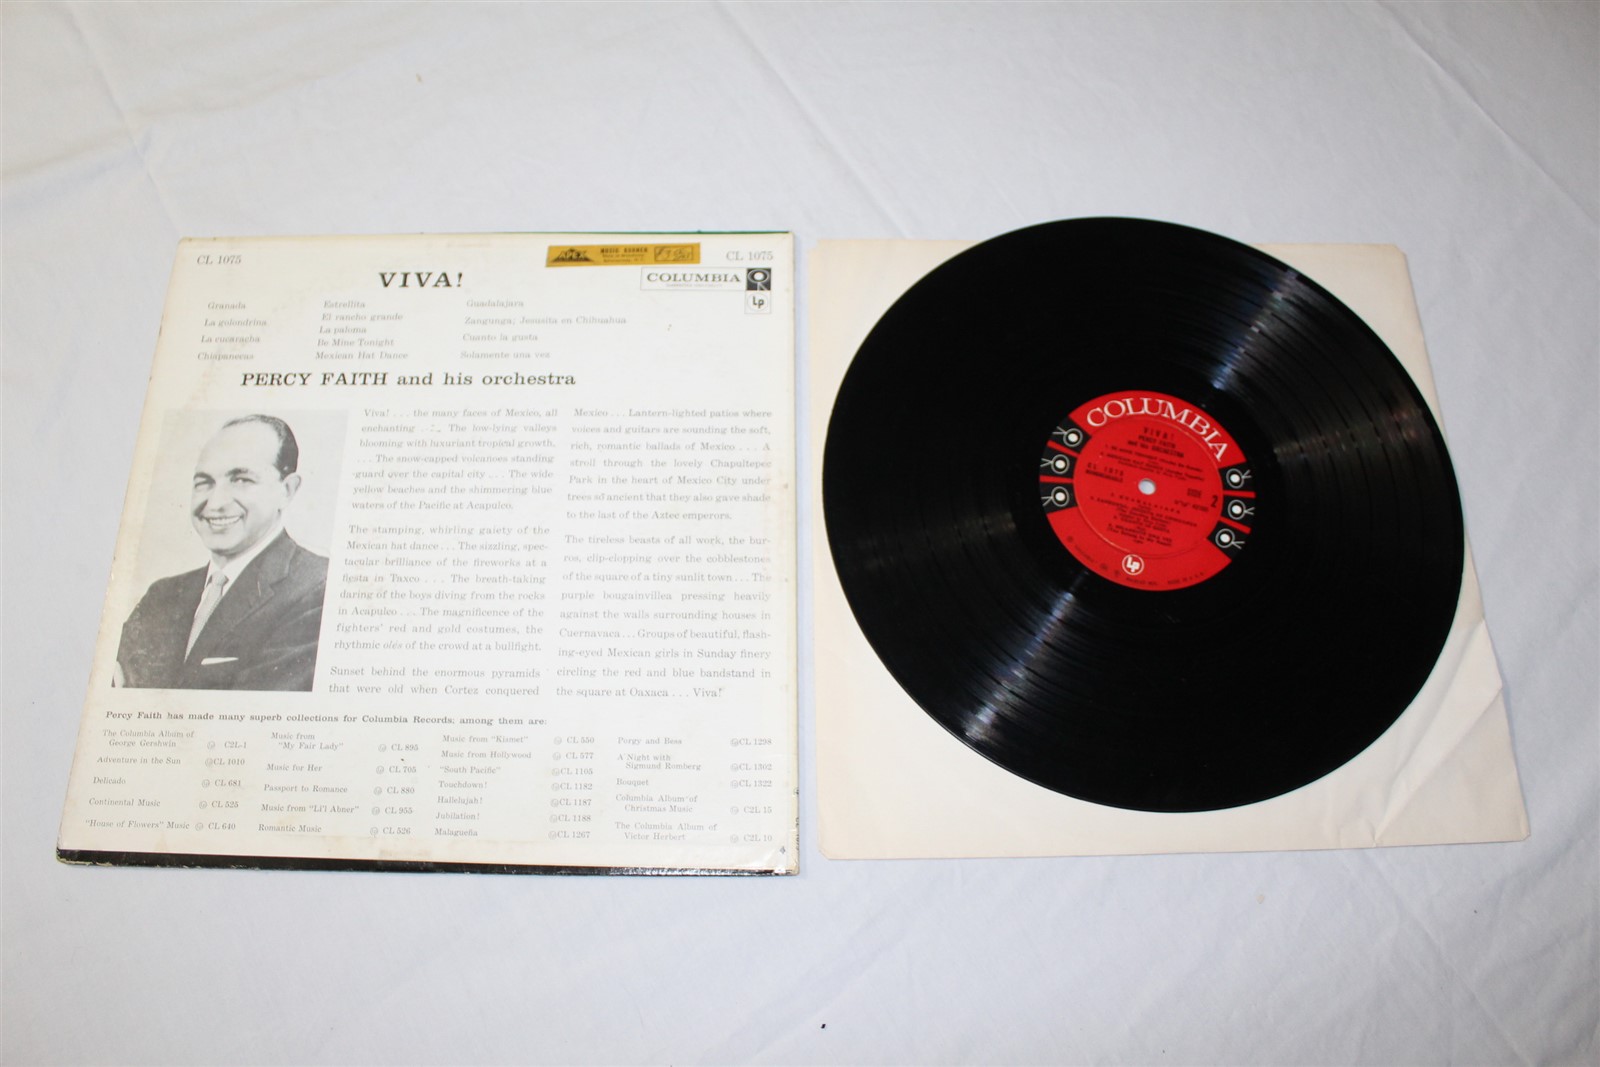 CL 1075
APEX
MUSIC KORNER
CL 1075
VIVA!
COLUMBIA
Lp
Granada
La golondrina
La cucaracha
Chiapanecas
Estrellita
El rancho grande
La paloma
Be Mine Tonight
Mexican Hat Dance
Guadalajara
Zangunga; Jesusita en Chihuahua
Cuanto la gusta
Solamente una vez
PERCY FAITH and his orchestra
Viva! . . . the many faces of Mexico, all
enchanting . . . The low-lying valleys
blooming with luxuriant tropical growth,
. . . The snow-capped volcanoes standing
guard over the capital city . . . The wide
yellow beaches and the shimmering blue
waters of the Pacific at Acapulco.
The stamping, whirling gaiety of the
Mexican hat dance . . . The sizzling, spec-
tacular brilliance of the fireworks at a
fiesta in Taxco . . . The breath-taking
daring of the boys diving from the rocks
in Acapulco . . . The magnificence of the
fighters' red and gold costumes, the
rhythmic olés of the crowd at a bullfight.
Sunset behind the enormous pyramids
that were old when Cortez conquered
Mexico . . . Lantern-lighted patios where
voices and guitars are sounding the soft,
rich, romantic ballads of Mexico . . . A
stroll through the lovely Chapultepec
Park in the heart of Mexico City under
trees so ancient that they also gave shade
to the last of the Aztec emperors.
The tireless beasts of all work, the bur-
ros, clip-clopping over the cobblestones
of the square of a tiny sunlit town . . . The
purple bougainvillea pressing heavily
against the walls surrounding houses in
Cuernavaca . . . Groups of beautiful, flash-
ing-eyed Mexican girls in Sunday finery
circling the red and blue bandstand in
the square at Oaxaca . . . Viva!
Percy Faith has made many superb collections for Columbia Records, among them are:
The Columbia Album of
George Gershwin C2L-1
Adventure in the Sun CL 1010
Delicado CL 681
Continental Music CL 525
"House of Flowers" Music CL 640
Music from
"My Fair Lady" CL 895
Music for Her CL 705
Passport to Romance CL 880
Music from "Li'l Abner" CL 955
Romantic Music CL 526
Music from "Kismet" CL 550
Music from Hollywood CL 577
"South Pacific" CL 1105
Touchdown! CL 1182
Hallelujah! CL 1187
Jubilation! CL 1188
Malagueña CL 1267
Porgy and Bess CL 1298
A Night with
Sigmund Romberg CL 1302
Bouquet CL 1322
Columbia Album of
Christmas Music C2L 15
The Columbia Album of
Victor Herbert C2L 10
4
COLUMBIA
VIVA!
PERCY FAITH
and his ORCHESTRA
CL 1075
SIDE 2
Lp